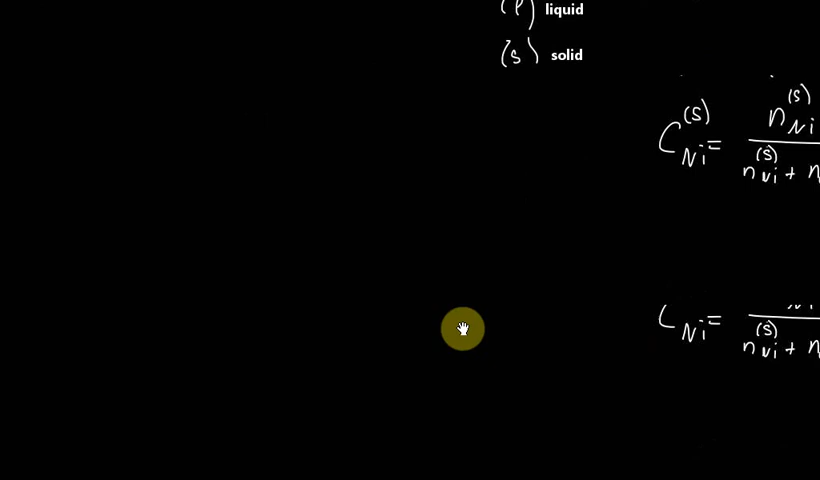 (l) liquid
(s) solid
C_Ni^(s) = n_Ni^(s)
n_Ni^(s) + n
C_Ni =
n_Ni^(s) + n